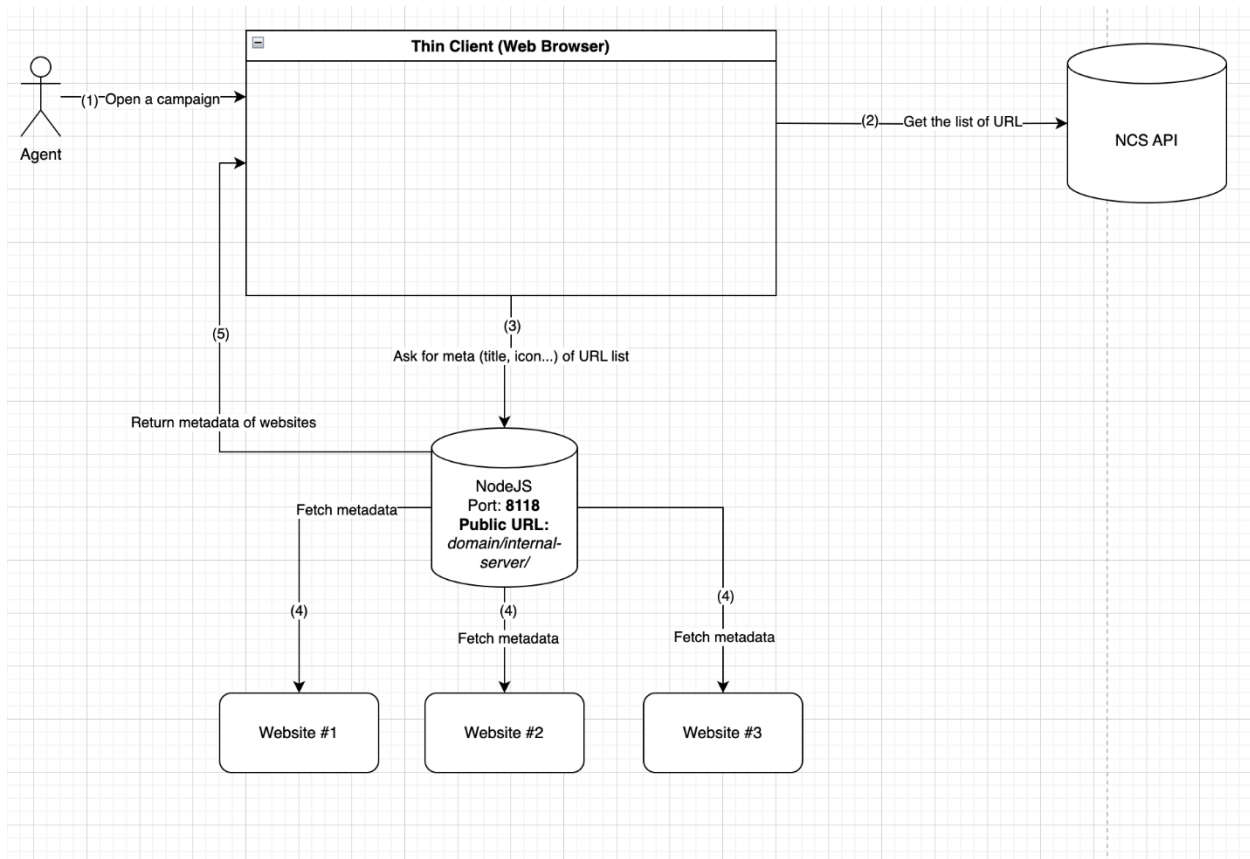 Thin Client (Web Browser)
(1) Open a campaign
Agent
(2) Get the list of URL
NCS API
(3)
Ask for meta (title, icon...) of URL list
(5)
Return metadata of websites
NodeJS
Port: 8118
Public URL:
domain/internal-
server/
Fetch metadata
(4)
(4)
Fetch metadata
(4)
Fetch metadata
Website #1
Website #2
Website #3